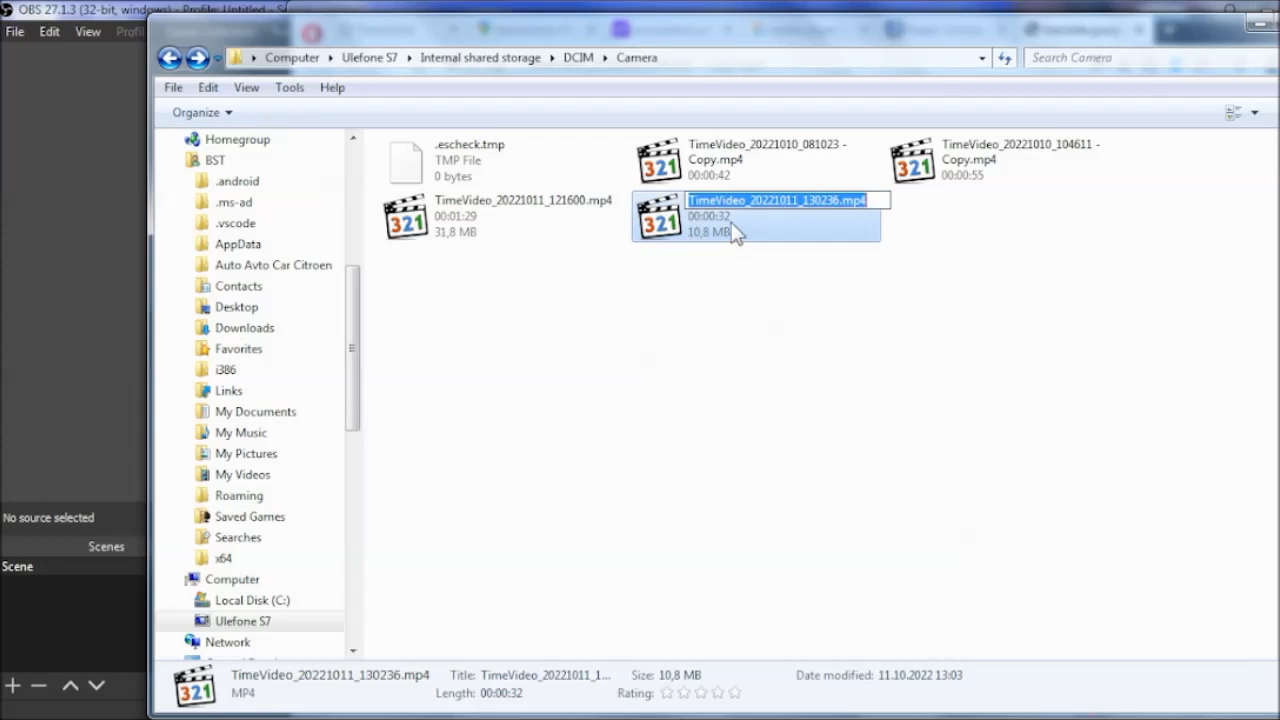 OBS 27.1.3 (32-bit, windows) - Profile: Untitled - S
File Edit View Profi
Computer Ulefone S7 Internal shared storage DCIM Camera
Search Camera
File Edit View Tools Help
Organize
Homegroup
BST
.android
.ms-ad
.vscode
AppData
Auto Avto Car Citroen
Contacts
Desktop
Downloads
Favorites
i386
Links
My Documents
My Music
My Pictures
My Videos
Roaming
Saved Games
Searches
x64
Computer
Local Disk (C:)
Ulefone S7
Network
.escheck.tmp
TMP File
0 bytes
TimeVideo_20221010_081023 -
Copy.mp4
00:00:42
TimeVideo_20221010_104611 -
Copy.mp4
00:00:55
TimeVideo_20221011_121600.mp4
00:01:29
31,8 MB
TimeVideo_20221011_130236.mp4
00:00:32
10,8 MB
321
321
321
321
No source selected
Scenes
Scene
321
TimeVideo_20221011_130236.mp4
MP4
Title: TimeVideo_20221011_1...
Length: 00:00:32
Size: 10,8 MB
Rating:
Date modified: 11.10.2022 13:03